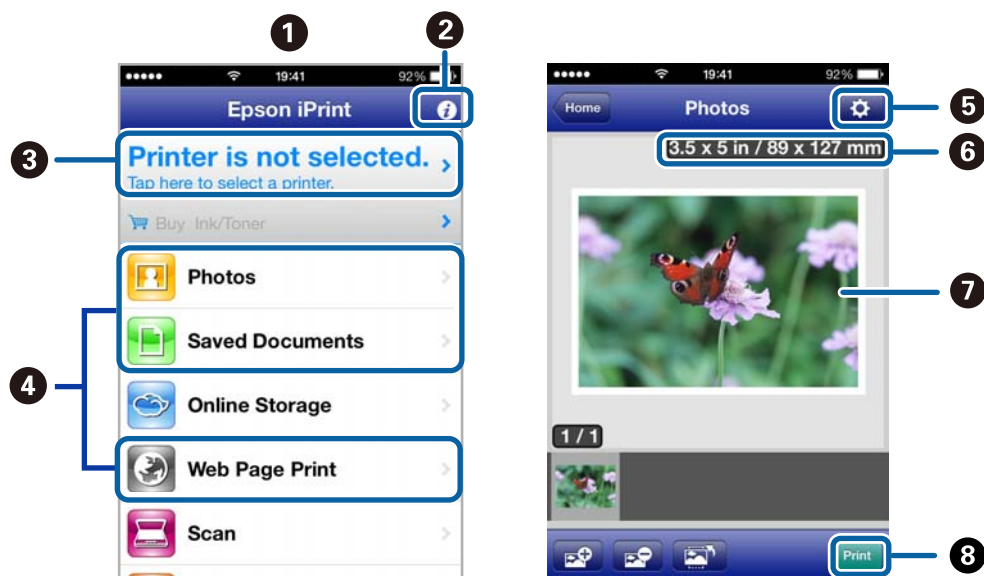 1
2
19:41
92%
Epson iPrint
3
Printer is not selected.
Tap here to select a printer.
Buy Ink/Toner
Photos
Saved Documents
4
Online Storage
Web Page Print
Scan
19:41
92%
Home
Photos
5
3.5 x 5 in / 89 x 127 mm
6
7
1 / 1
Print
8